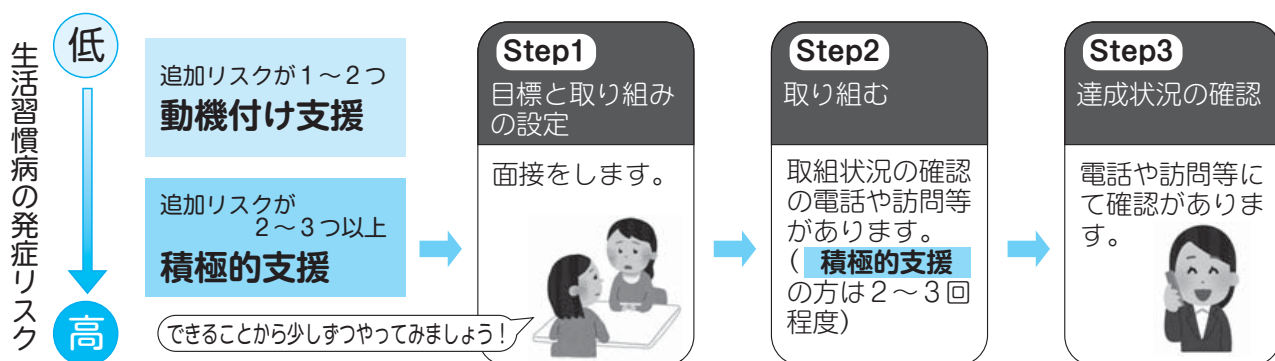 生活習慣病の発症リスク
低
高
追加リスクが1～2つ
動機付け支援
追加リスクが
2～3つ以上
積極的支援
できることから少しずつやってみましょう！
Step1
目標と取り組み
の設定
面接をします。
Step2
取り組む
取組状況の確認
の電話や訪問等
があります。
(積極的支援
の方は2～3回
程度)
Step3
達成状況の確認
電話や訪問等に
て確認がありま
す。